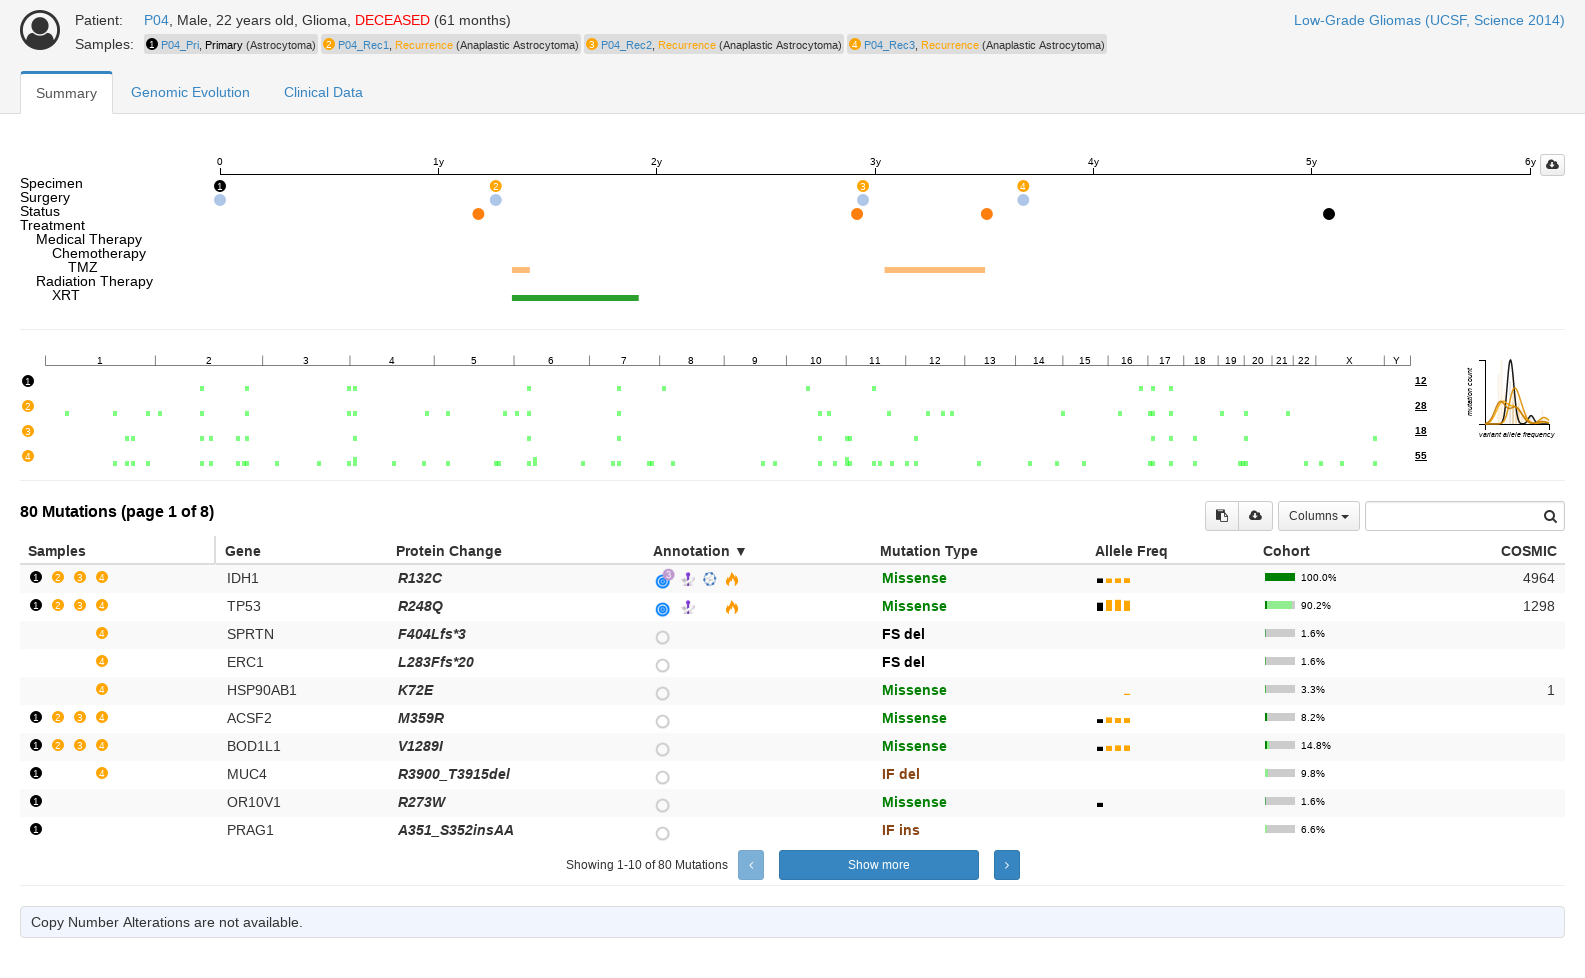 Patient: P04, Male, 22 years old, Glioma, DECEASED (61 months) Low-Grade Gliomas (UCSF, Science 2014)
Samples: 1 P04_Pri, Primary (Astrocytoma) 2 P04_Rec1, Recurrence (Anaplastic Astrocytoma) 3 P04_Rec2, Recurrence (Anaplastic Astrocytoma) 4 P04_Rec3, Recurrence (Anaplastic Astrocytoma)
Summary Genomic Evolution Clinical Data
0 1y 2y 3y 4y 5y 6y
Specimen 1 2 3 4
Surgery
Status
Treatment
Medical Therapy
Chemotherapy
TMZ
Radiation Therapy
XRT
1 2 3 4 5 6 7 8 9 10 11 12 13 14 15 16 17 18 19 20 21 22 X Y
1 12
2 28
3 18
4 55
mutation count
variant allele frequency
80 Mutations (page 1 of 8) Columns
Samples Gene Protein Change Annotation ▼ Mutation Type Allele Freq Cohort COSMIC
1 2 3 4 IDH1 R132C 3 Missense 100.0% 4964
1 2 3 4 TP53 R248Q Missense 90.2% 1298
4 SPRTN F404Lfs*3 FS del 1.6%
4 ERC1 L283Ffs*20 FS del 1.6%
4 HSP90AB1 K72E Missense 3.3% 1
1 2 3 4 ACSF2 M359R Missense 8.2%
1 2 3 4 BOD1L1 V1289I Missense 14.8%
1 4 MUC4 R3900_T3915del IF del 9.8%
1 OR10V1 R273W Missense 1.6%
1 PRAG1 A351_S352insAA IF ins 6.6%
Showing 1-10 of 80 Mutations ‹ Show more ›
Copy Number Alterations are not available.